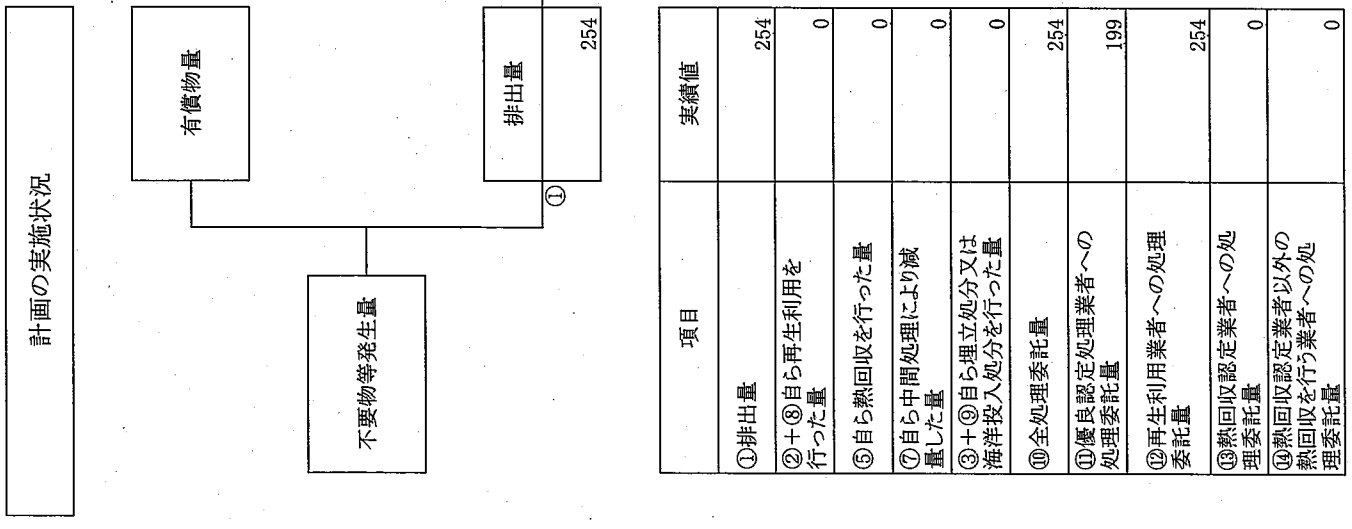 計画の実施状況
有償物量
不要物等発生量
排出量
①
254
項目
実績値
①排出量
254
②+⑧自ら再生利用を
行った量
0
⑤自ら熱回収を行った量
0
⑦自ら中間処理により減
量した量
0
③+⑨自ら埋立処分又は
海洋投入処分を行った量
0
⑩全処理委託量
254
⑪優良認定処理業者への
処理委託量
199
⑫再生利用業者への処理
委託量
254
⑬熱回収認定業者への処
理委託量
0
⑭熱回収認定業者以外の
熱回収を行う業者への処
理委託量
0